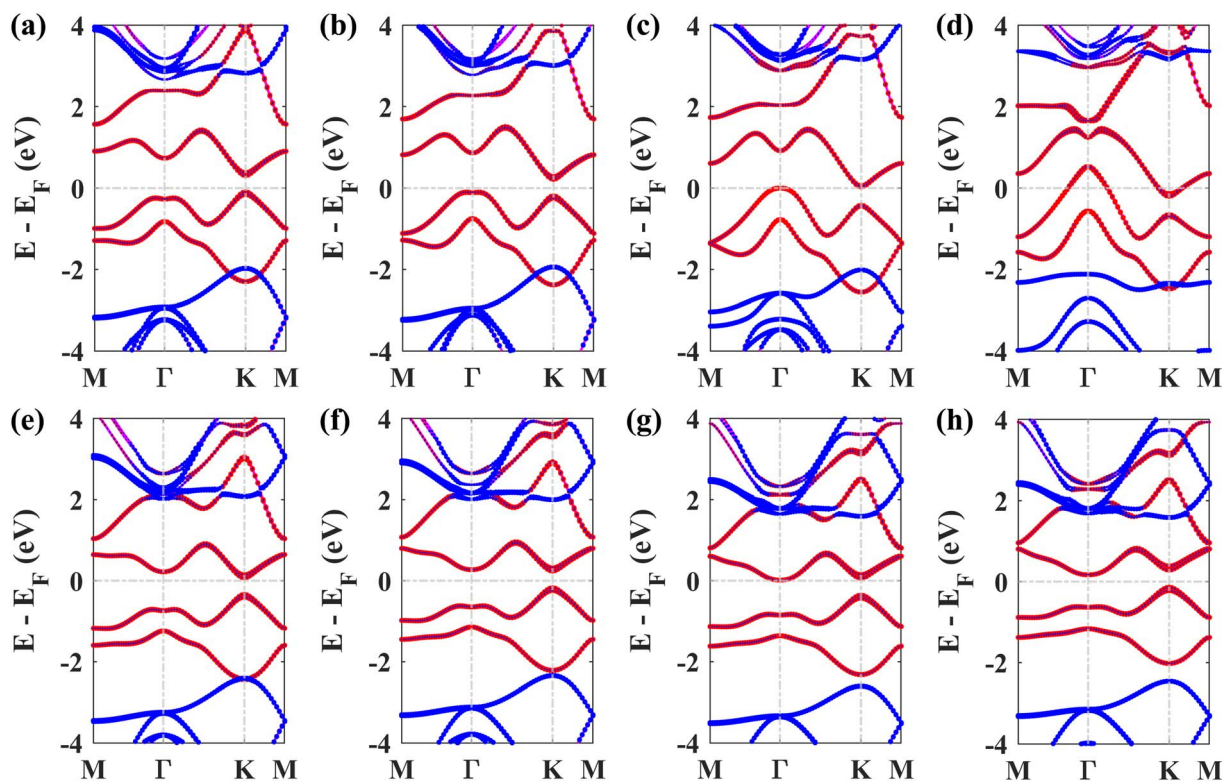 (a) (b) (c) (d)
4 4 4 4
E - E_F (eV) E - E_F (eV) E - E_F (eV) E - E_F (eV)
2 2 2 2
0 0 0 0
-2 -2 -2 -2
-4 -4 -4 -4
M Γ K M M Γ K M M Γ K M M Γ K M
(e) (f) (g) (h)
4 4 4 4
E - E_F (eV) E - E_F (eV) E - E_F (eV) E - E_F (eV)
2 2 2 2
0 0 0 0
-2 -2 -2 -2
-4 -4 -4 -4
M Γ K M M Γ K M M Γ K M M Γ K M